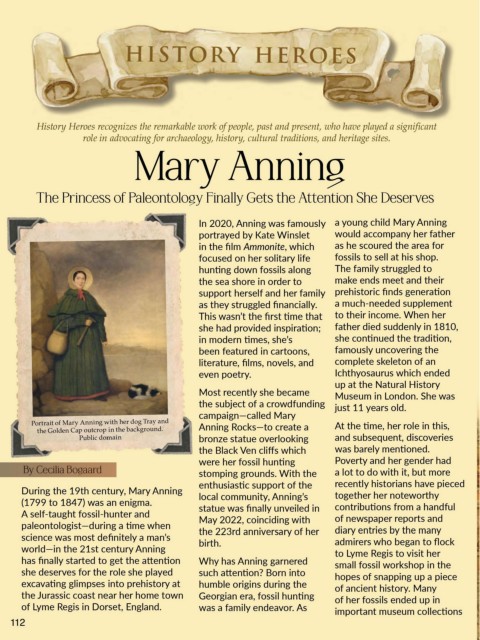 HISTORY HEROES
History Heroes recognizes the remarkable work of people, past and present, who have played a significant
role in advocating for archaeology, history, cultural traditions, and heritage sites.
Mary Anning
The Princess of Paleontology Finally Gets the Attention She Deserves
Portrait of Mary Anning with her dog Tray and
the Golden Cap outcrop in the background.
Public domain
By Cecilia Bogaard
During the 19th century, Mary Anning
(1799 to 1847) was an enigma.
A self-taught fossil-hunter and
paleontologist—during a time when
science was most definitely a man's
world—in the 21st century Anning
has finally started to get the attention
she deserves for the role she played
excavating glimpses into prehistory at
the Jurassic coast near her home town
of Lyme Regis in Dorset, England.
In 2020, Anning was famously
portrayed by Kate Winslet
in the film Ammonite, which
focused on her solitary life
hunting down fossils along
the sea shore in order to
support herself and her family
as they struggled financially.
This wasn't the first time that
she had provided inspiration;
in modern times, she's
been featured in cartoons,
literature, films, novels, and
even poetry.
Most recently she became
the subject of a crowdfunding
campaign—called Mary
Anning Rocks—to create a
bronze statue overlooking
the Black Ven cliffs which
were her fossil hunting
stomping grounds. With the
enthusiastic support of the
local community, Anning's
statue was finally unveiled in
May 2022, coinciding with
the 223rd anniversary of her
birth.
Why has Anning garnered
such attention? Born into
humble origins during the
Georgian era, fossil hunting
was a family endeavor. As
a young child Mary Anning
would accompany her father
as he scoured the area for
fossils to sell at his shop.
The family struggled to
make ends meet and their
prehistoric finds generation
a much-needed supplement
to their income. When her
father died suddenly in 1810,
she continued the tradition,
famously uncovering the
complete skeleton of an
Ichthyosaurus which ended
up at the Natural History
Museum in London. She was
just 11 years old.
At the time, her role in this,
and subsequent, discoveries
was barely mentioned.
Poverty and her gender had
a lot to do with it, but more
recently historians have pieced
together her noteworthy
contributions from a handful
of newspaper reports and
diary entries by the many
admirers who began to flock
to Lyme Regis to visit her
small fossil workshop in the
hopes of snapping up a piece
of ancient history. Many
of her fossils ended up in
important museum collections
112